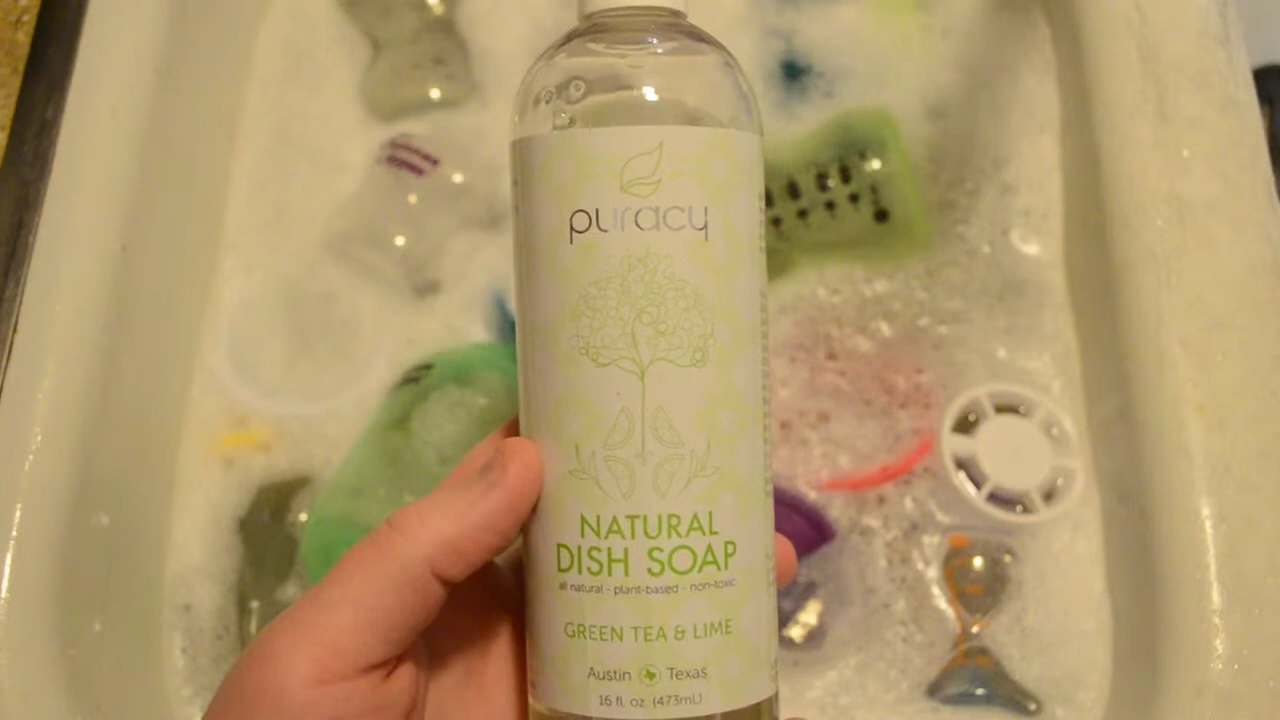 puracy
NATURAL
DISH SOAP
all natural - plant-based - non-toxic
GREEN TEA & LIME
Austin Texas
16 fl. oz. (473mL)